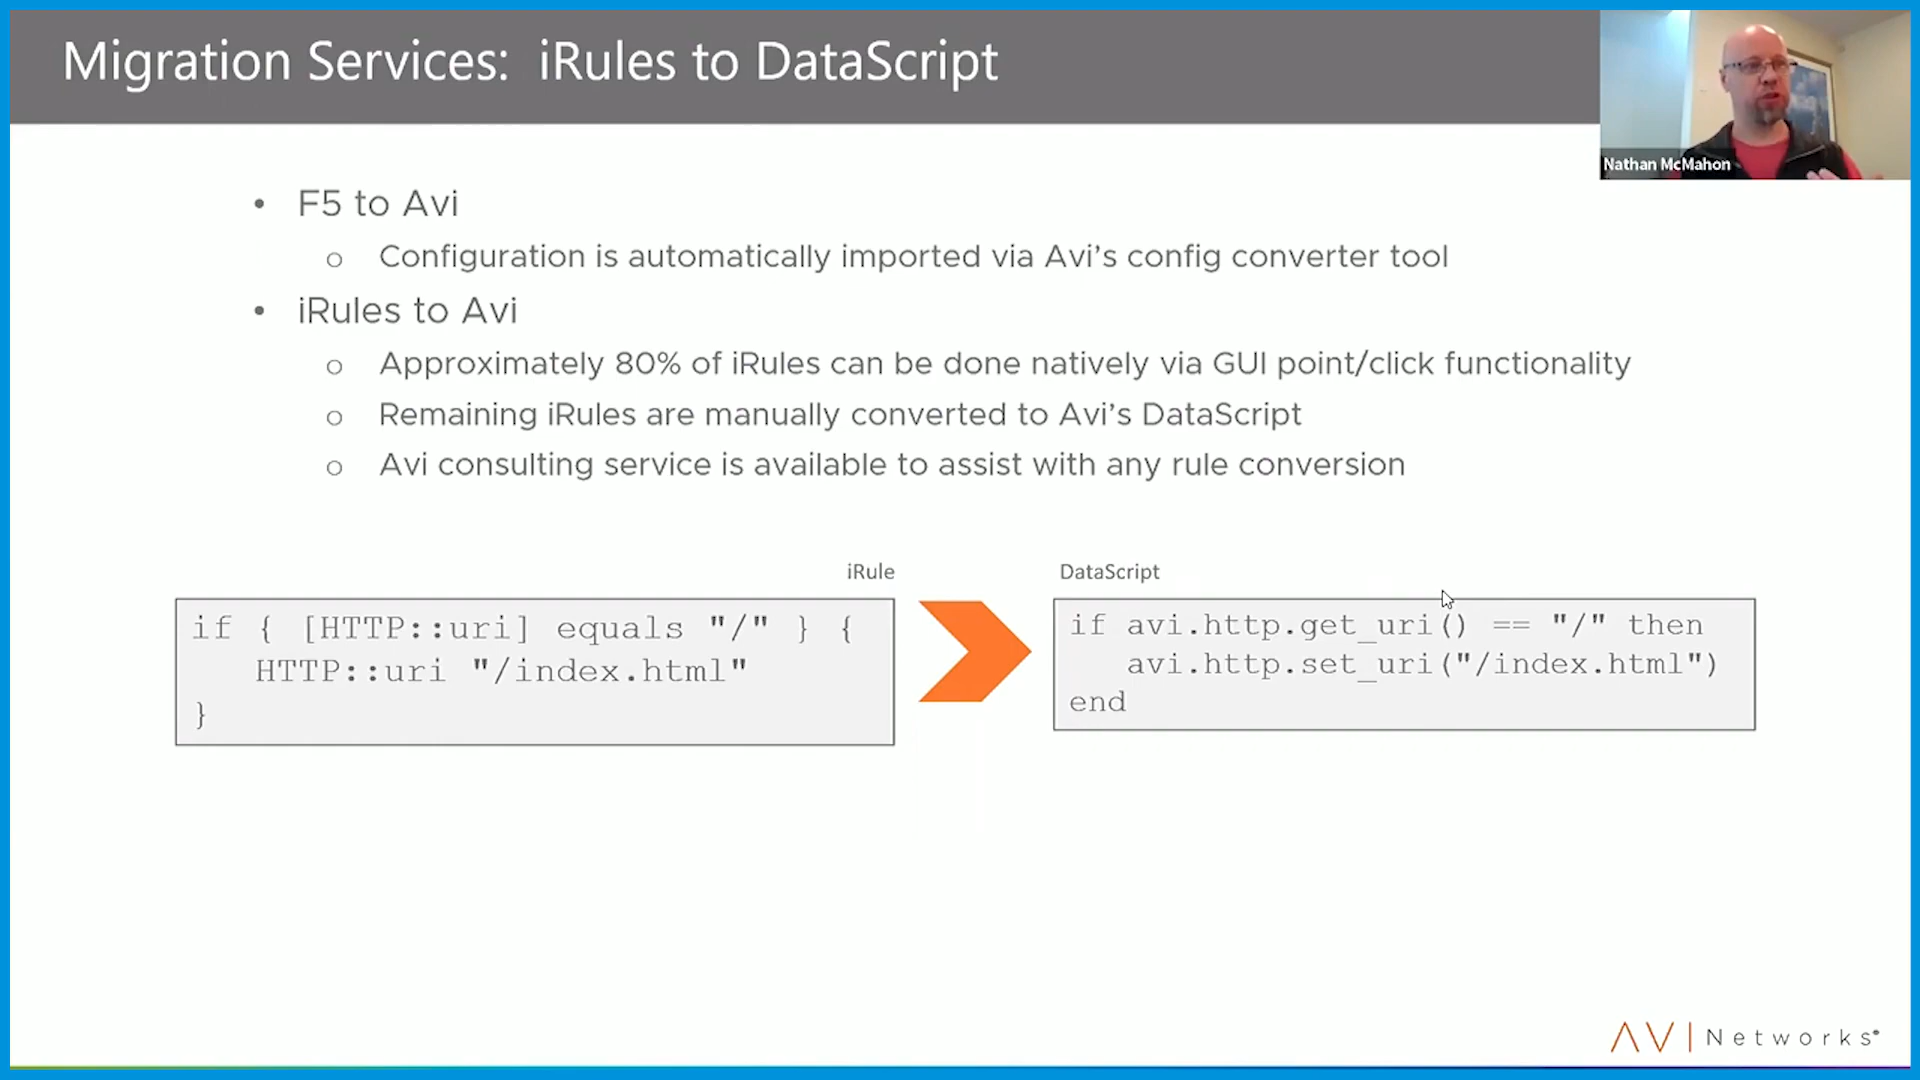 Migration Services: iRules to DataScript
Nathan McMahon
• F5 to Avi
o Configuration is automatically imported via Avi’s config converter tool
• iRules to Avi
o Approximately 80% of iRules can be done natively via GUI point/click functionality
o Remaining iRules are manually converted to Avi’s DataScript
o Avi consulting service is available to assist with any rule conversion
iRule
if { [HTTP::uri] equals "/" } {
HTTP::uri "/index.html"
}
DataScript
if avi.http.get_uri() == "/" then
avi.http.set_uri("/index.html")
end
AVI | Networks®